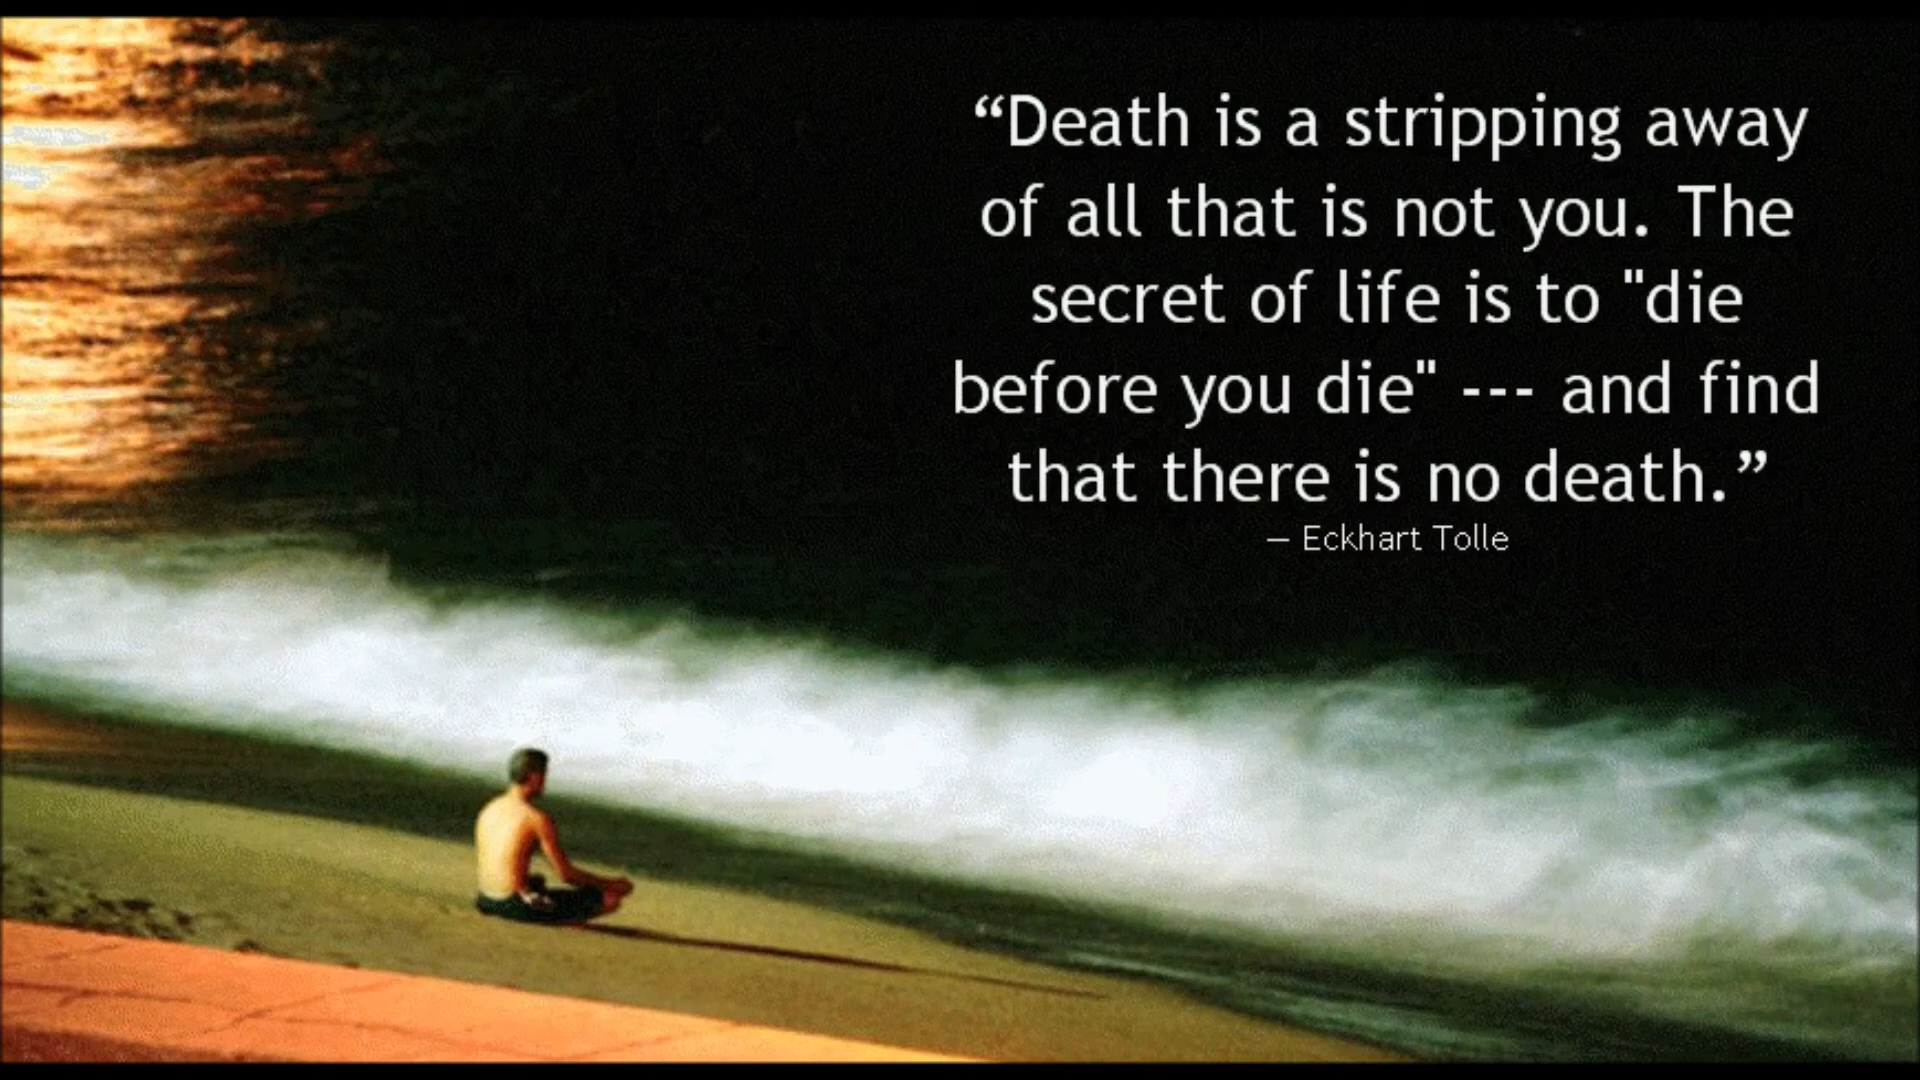 “Death is a stripping away
of all that is not you. The
secret of life is to "die
before you die" --- and find
that there is no death.”
— Eckhart Tolle